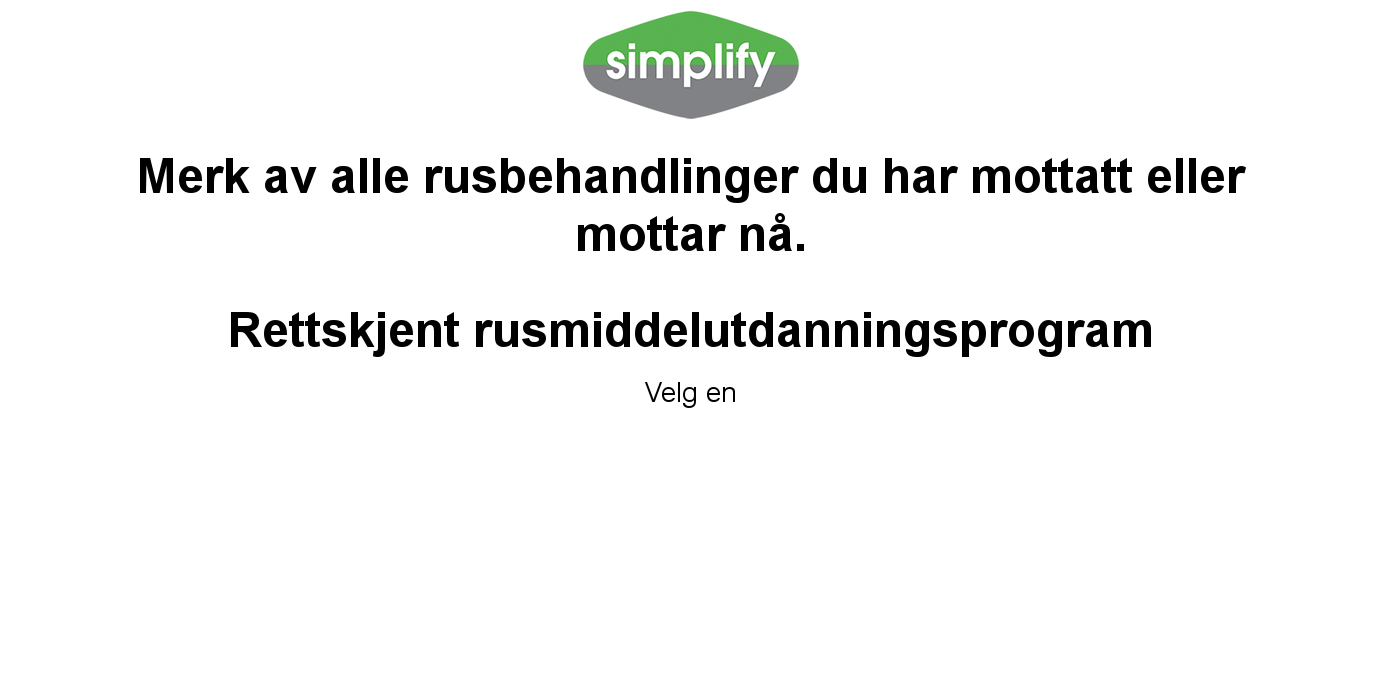 simplify
Merk av alle rusbehandlinger du har mottatt eller
mottar nå.
Rettskjent rusmiddelutdanningsprogram
Velg en